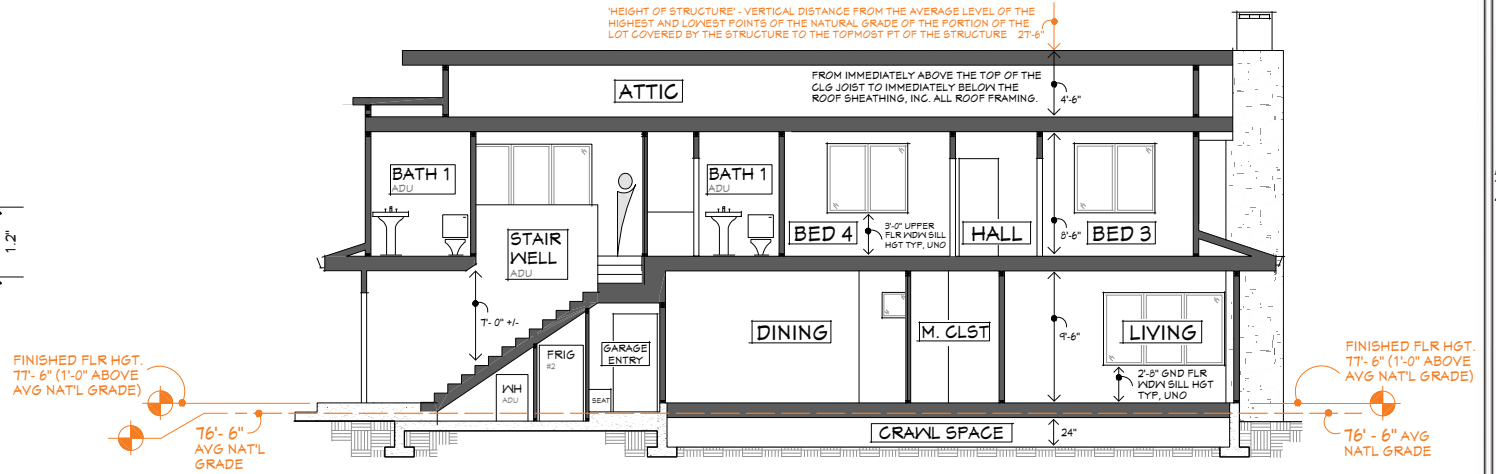 'HEIGHT OF STRUCTURE' - VERTICAL DISTANCE FROM THE AVERAGE LEVEL OF THE
HIGHEST AND LOWEST POINTS OF THE NATURAL GRADE OF THE PORTION OF THE
LOT COVERED BY THE STRUCTURE TO THE TOPMOST PT OF THE STRUCTURE 27'-6"
ATTIC
FROM IMMEDIATELY ABOVE THE TOP OF THE
CLG JOIST TO IMMEDIATELY BELOW THE
ROOF SHEATHING, INC. ALL ROOF FRAMING.
4'-6"
BATH 1
ADU
BATH 1
ADU
1.2"
STAIR
WELL
ADU
BED 4
3'-0" UPPER
FLR WDW SILL
HGT TYP, UNO
HALL
8'-6"
BED 3
7'- 0" +/-
DINING
M. CLST
9'-6"
LIVING
GARAGE
ENTRY
FRIG
#2
WH
ADU
SEAT
2'-8" GND FLR
WDW SILL HGT
TYP, UNO
FINISHED FLR HGT.
77'- 6" (1'-0" ABOVE
AVG NAT'L GRADE)
FINISHED FLR HGT.
77'- 6" (1'-0" ABOVE
AVG NAT'L GRADE)
76'- 6"
AVG NAT'L
GRADE
CRAWL SPACE
24"
76' - 6" AVG
NATL GRADE